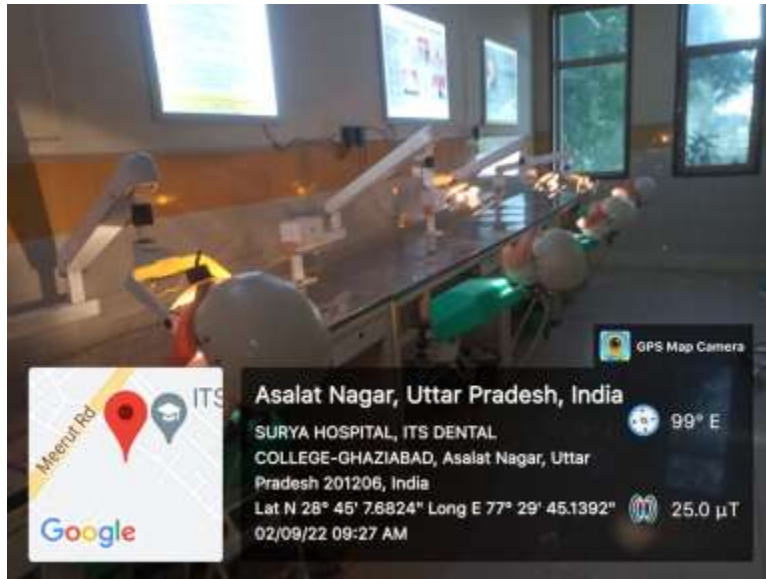 GPS Map Camera
Meerut Rd
ITS
Google
Asalat Nagar, Uttar Pradesh, India
SURYA HOSPITAL, ITS DENTAL
COLLEGE-GHAZIABAD, Asalat Nagar, Uttar
Pradesh 201206, India
Lat N 28° 45' 7.6824" Long E 77° 29' 45.1392"
02/09/22 09:27 AM
99° E
25.0 µT